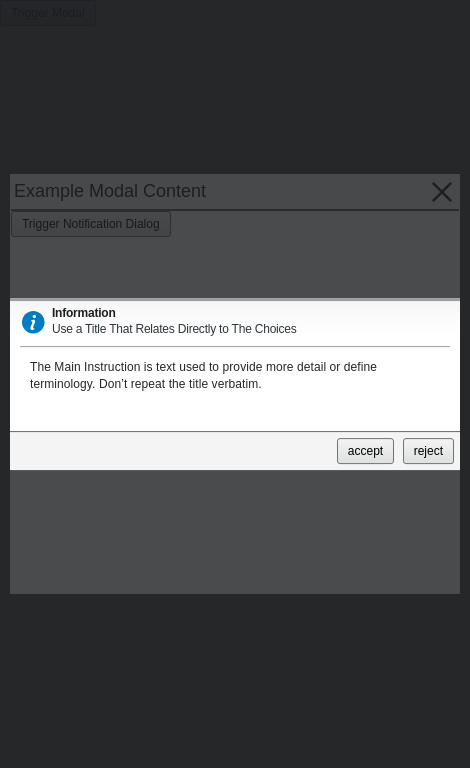 Trigger Modal
Example Modal Content
Trigger Notification Dialog
Information
Use a Title That Relates Directly to The Choices
The Main Instruction is text used to provide more detail or define
terminology. Don't repeat the title verbatim.
accept reject